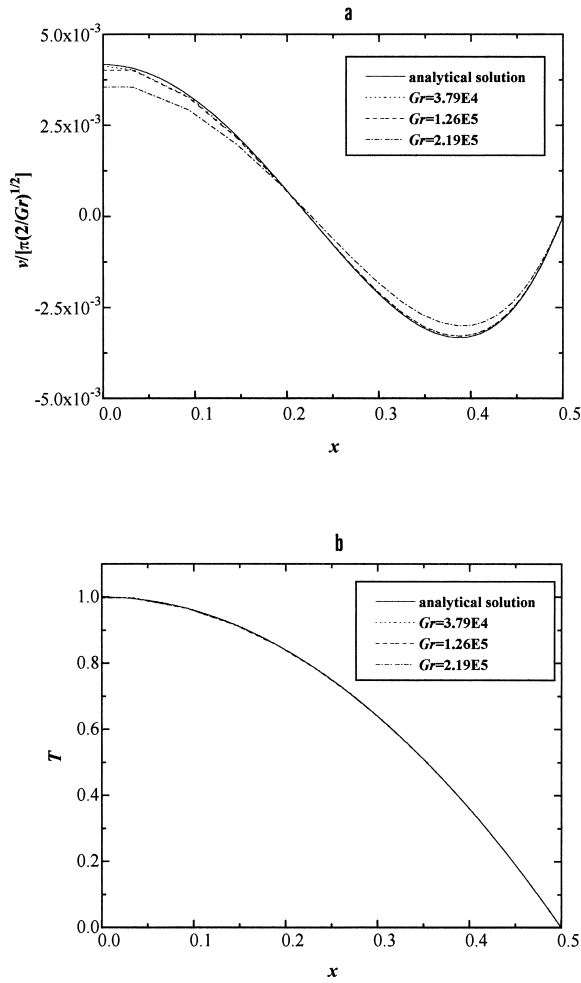 a
5.0x10-3
2.5x10-3
0.0
-2.5x10-3
-5.0x10-3
v/[π(2/Gr)1/2]
analytical solution
Gr=3.79E4
Gr=1.26E5
Gr=2.19E5
0.0 0.1 0.2 0.3 0.4 0.5
x
b
1.0
0.8
0.6
0.4
0.2
0.0
T
analytical solution
Gr=3.79E4
Gr=1.26E5
Gr=2.19E5
0.0 0.1 0.2 0.3 0.4 0.5
x